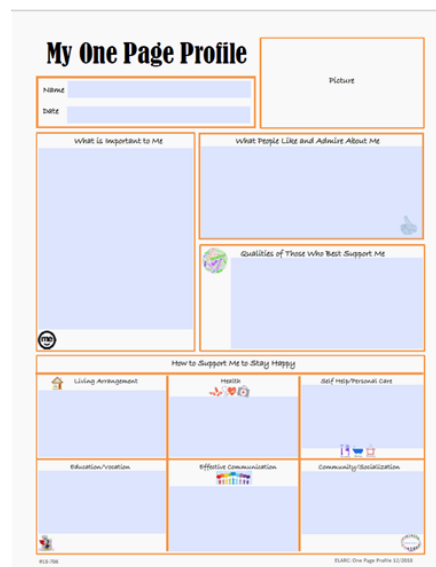 My One Page Profile
Picture
Name
Date
What is Important to Me
What People Like and Admire About Me
Qualities of Those Who Best Support Me
me
How to Support Me to Stay Happy
Living Arrangement
Health
Self Help/Personal Care
Education/Vocation
Effective Communication
Community/Socialization
ELARC: One Page Profile 12/2018